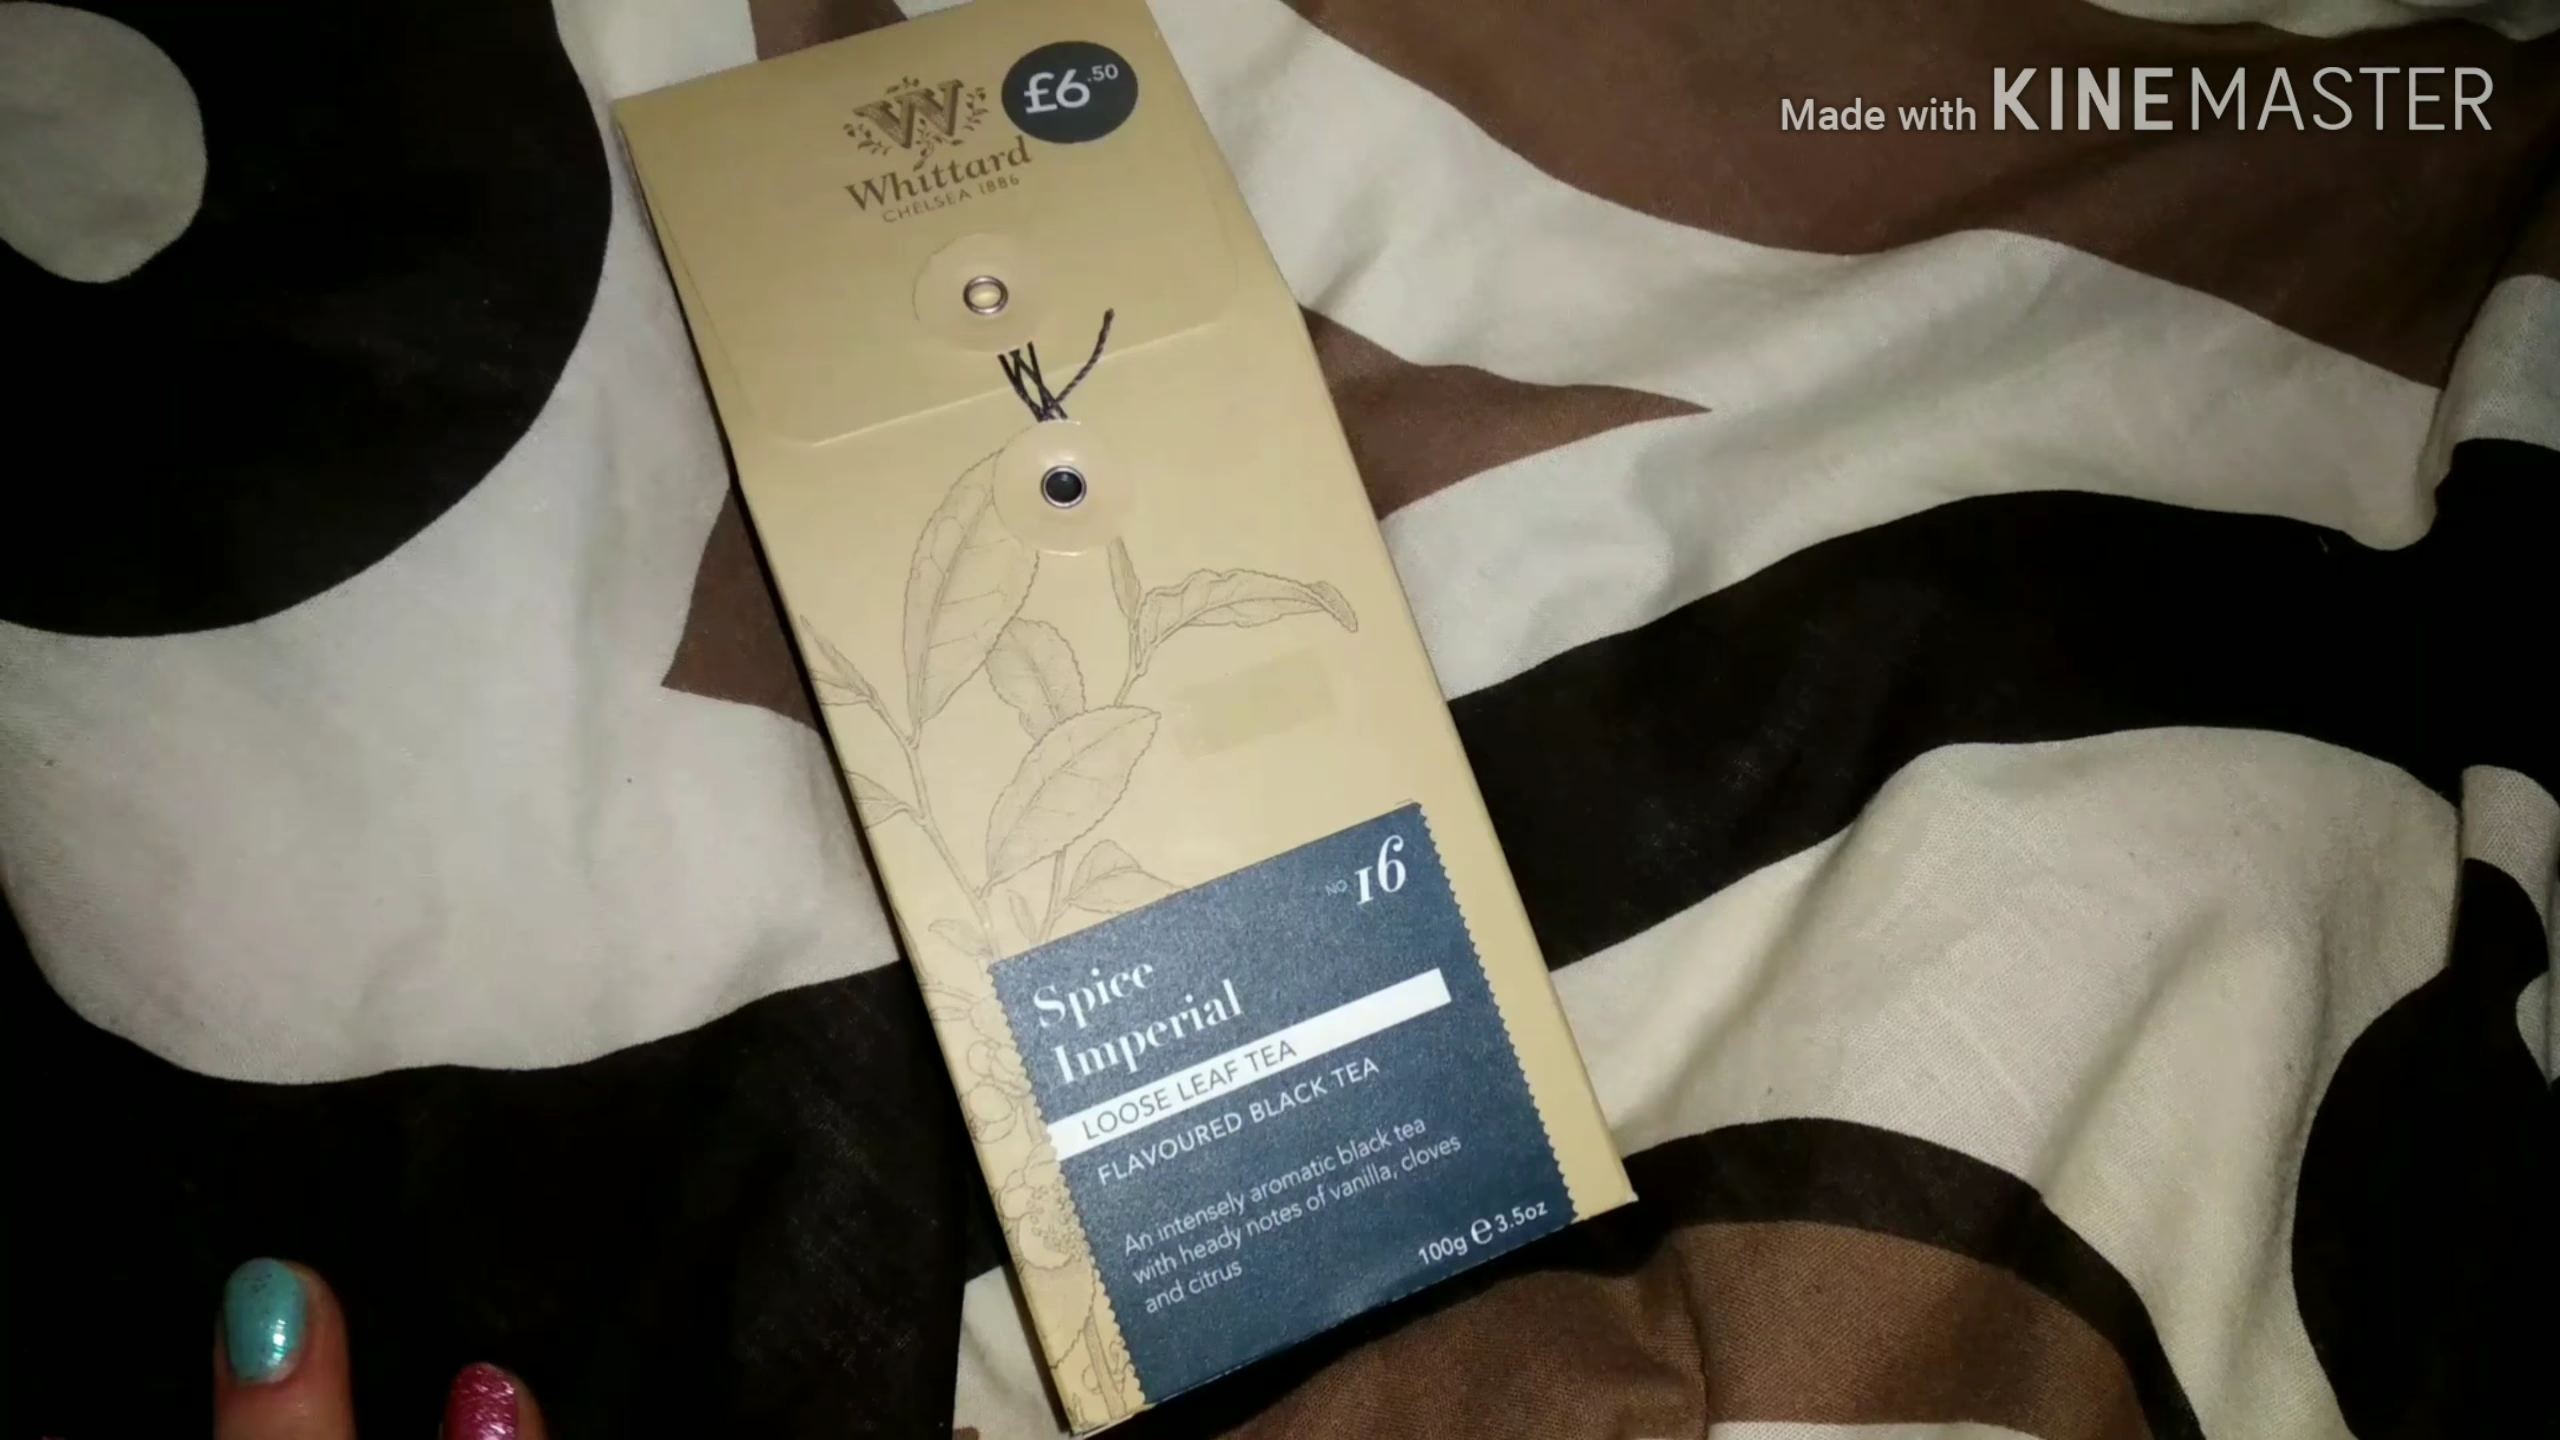 Made with KINEMASTER
£6.50
W
Whittard
CHELSEA 1886
W
NO 16
Spice
Imperial
LOOSE LEAF TEA
FLAVOURED BLACK TEA
An intensely aromatic black tea
with heady notes of vanilla, cloves
and citrus
100g e 3.5oz